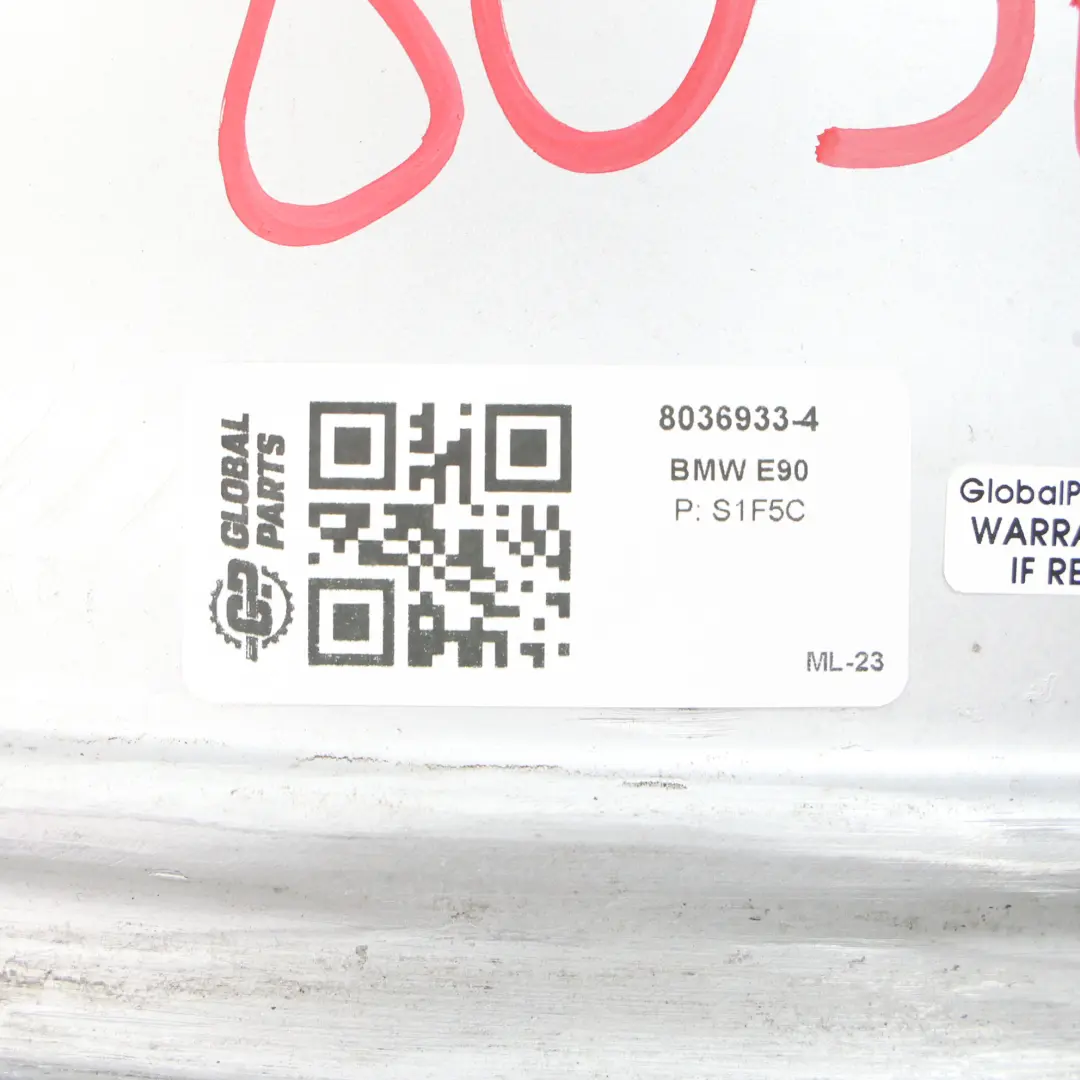 GLOBAL
PARTS
8036933-4
BMW E90
P: S1F5C
ML-23
GlobalP
WARRA
IF RE